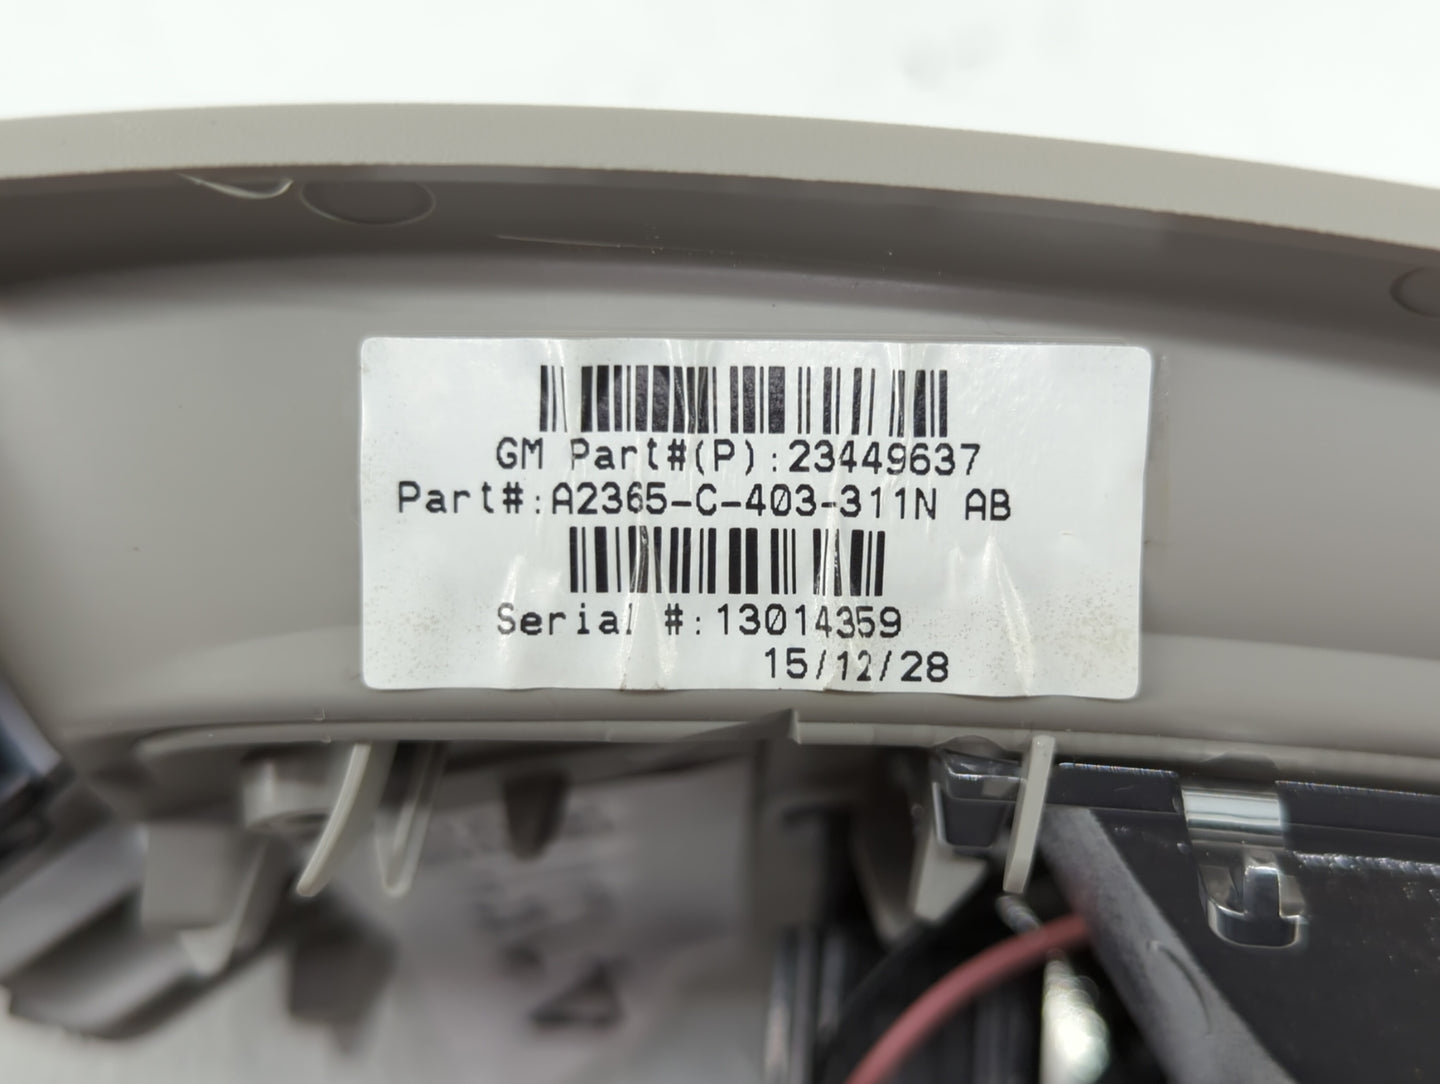 GM Part#(P):23449637
Part#:A2365-C-403-311N AB
Serial #:13014359
15/12/28